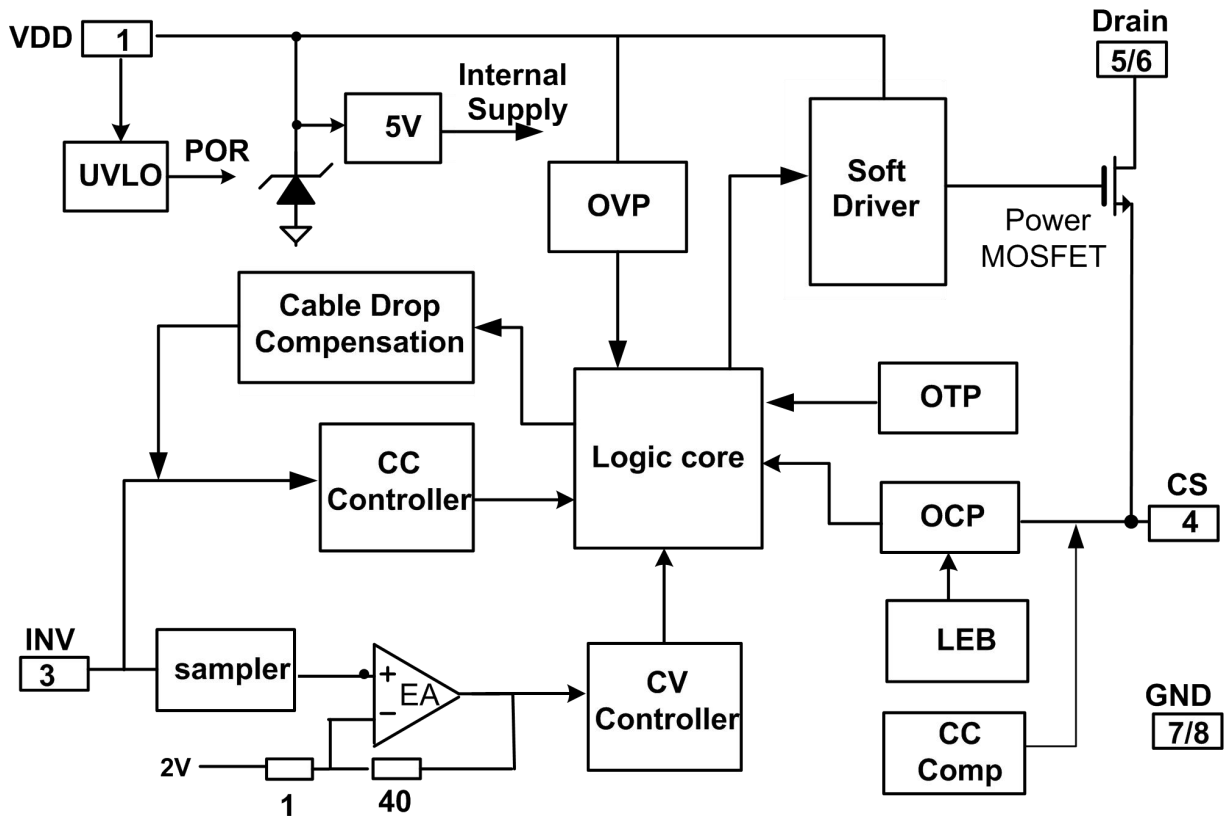 VDD
1
Drain
5/6
Internal
Supply
5V
UVLO
POR
OVP
Soft
Driver
Power
MOSFET
Cable Drop
Compensation
OTP
Logic core
CC
Controller
OCP
CS
4
LEB
INV
3
sampler
+
EA
−
CV
Controller
GND
7/8
CC
Comp
2V
1
40